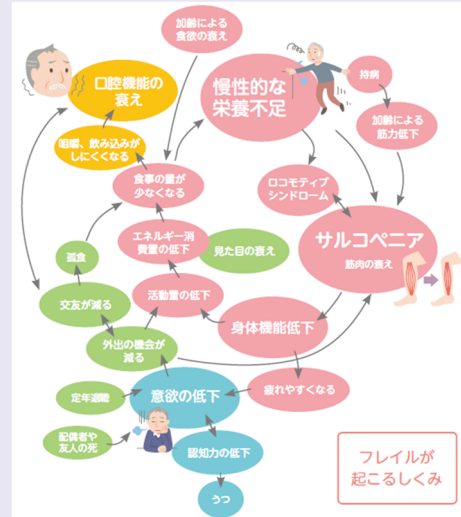 加齢による
食欲の衰え
口腔機能の
衰え
慢性的な
栄養不足
持病
加齢による
筋力低下
咀嚼、飲み込みが
しにくくなる
食事の量が
少なくなる
ロコモティブ
シンドローム
エネルギー消
費量の低下
見た目の衰え
サルコペニア
筋肉の衰え
孤食
交友が減る
活動量の低下
外出の機会が
減る
身体機能低下
定年退職
意欲の低下
疲れやすくなる
配偶者や
友人の死
認知力の低下
うつ
フレイルが
起こるしくみ